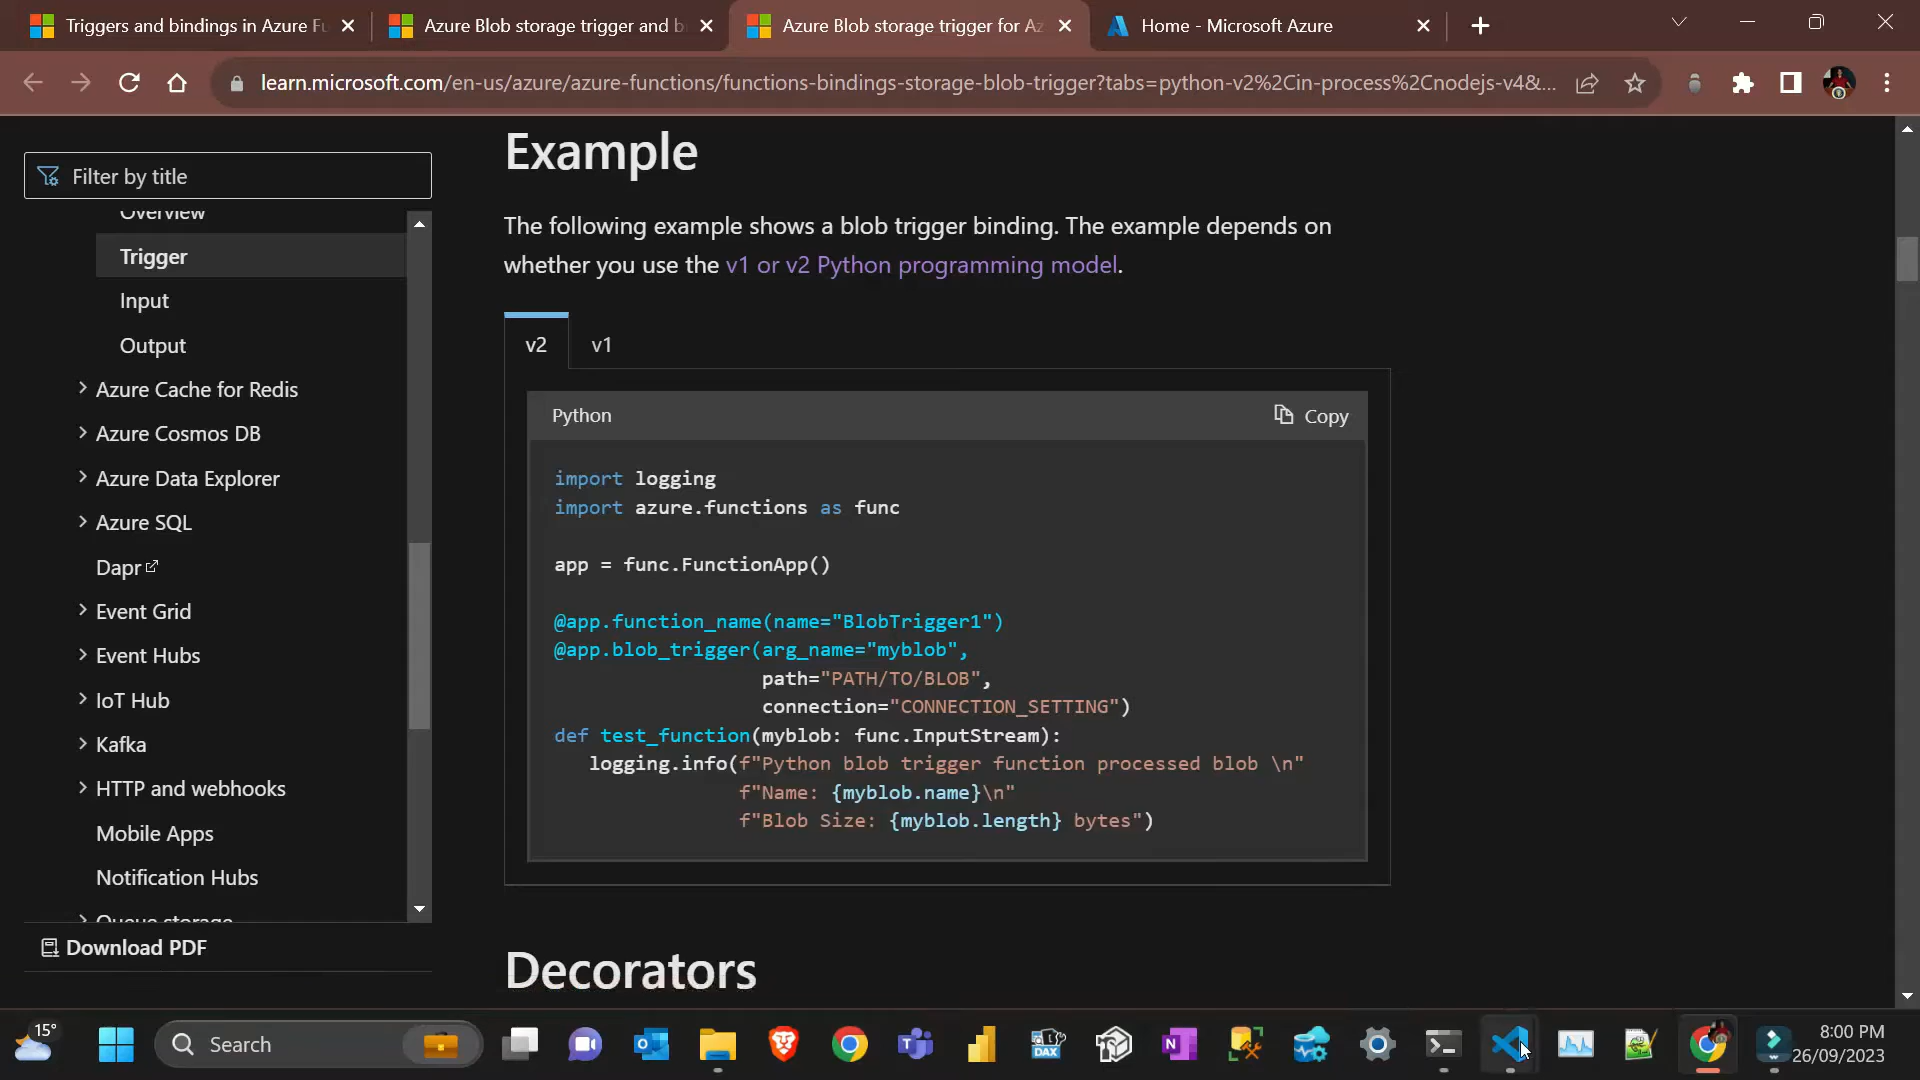 Triggers and bindings in Azure Fu
Azure Blob storage trigger and b
Azure Blob storage trigger for Az
Home - Microsoft Azure
learn.microsoft.com/en-us/azure/azure-functions/functions-bindings-storage-blob-trigger?tabs=python-v2%2Cin-process%2Cnodejs-v4&...
Filter by title
Overview
Trigger
Input
Output
Azure Cache for Redis
Azure Cosmos DB
Azure Data Explorer
Azure SQL
Dapr
Event Grid
Event Hubs
IoT Hub
Kafka
HTTP and webhooks
Mobile Apps
Notification Hubs
Queue storage
Download PDF
Example
The following example shows a blob trigger binding. The example depends on
whether you use the v1 or v2 Python programming model.
v2
v1
Python
Copy
import logging
import azure.functions as func
app = func.FunctionApp()
@app.function_name(name="BlobTrigger1")
@app.blob_trigger(arg_name="myblob",
path="PATH/TO/BLOB",
connection="CONNECTION_SETTING")
def test_function(myblob: func.InputStream):
logging.info(f"Python blob trigger function processed blob \n"
f"Name: {myblob.name}\n"
f"Blob Size: {myblob.length} bytes")
Decorators
15°
Search
DAX
8:00 PM
26/09/2023